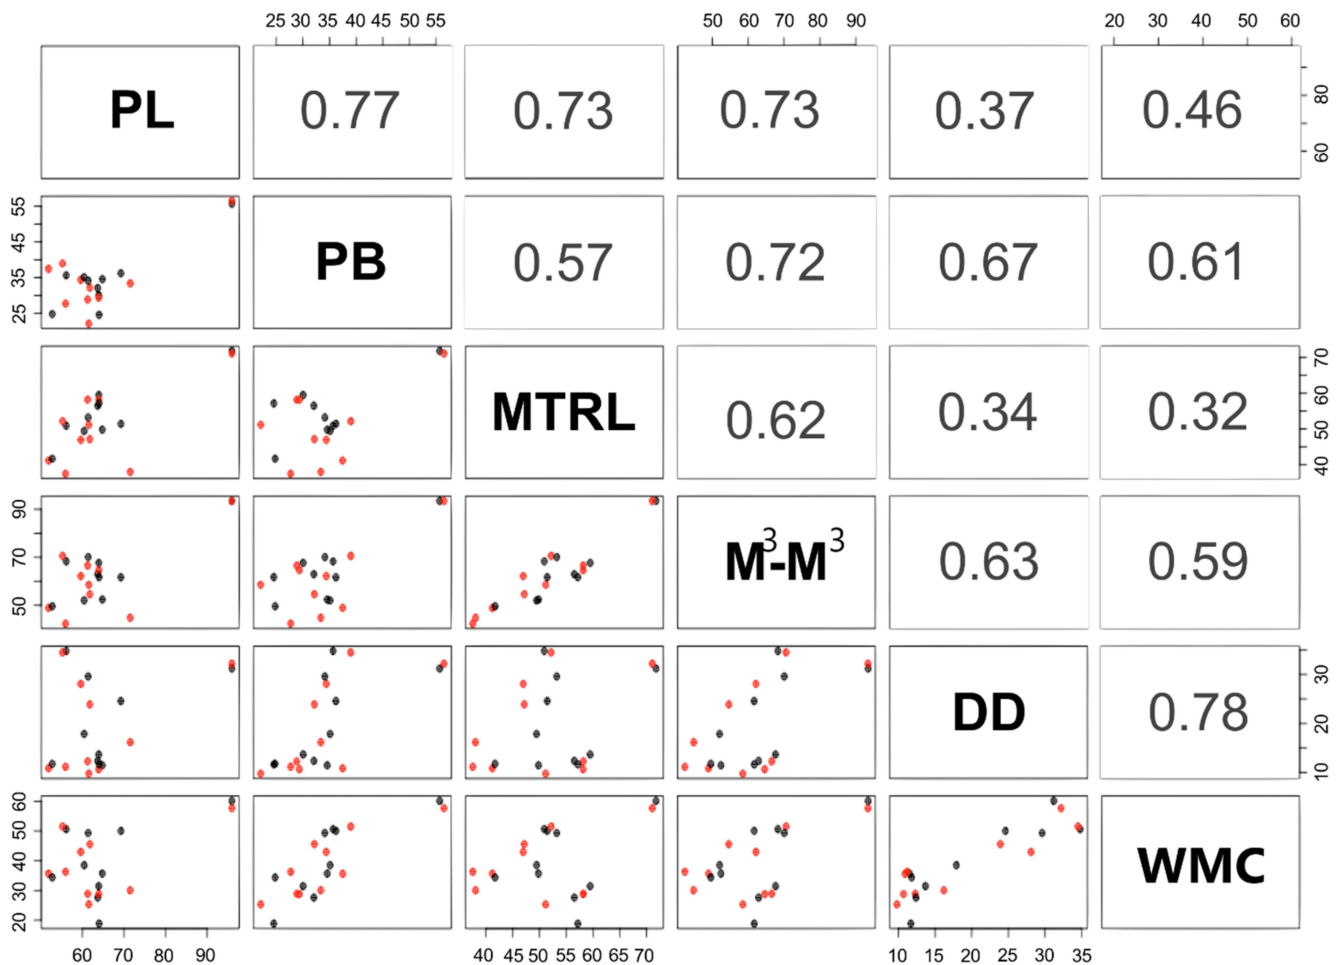 25 30 35 40 45 50 55 50 60 70 80 90 20 30 40 50 60
PL 0.77 0.73 0.73 0.37 0.46
60 80
PB 0.57 0.72 0.67 0.61
25 35 45 55
MTRL 0.62 0.34 0.32
40 50 60 70
M³-M³ 0.63 0.59
50 70 90
DD 0.78
10 20 30
WMC
20 30 40 50 60
60 70 80 90 40 45 50 55 60 65 70 10 15 20 25 30 35